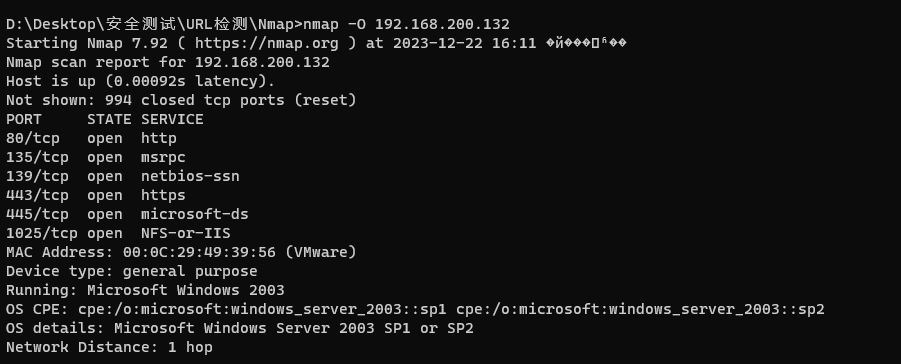 D:\Desktop\安全测试\URL检测\Nmap>nmap -O 192.168.200.132
Starting Nmap 7.92 ( https://nmap.org ) at 2023-12-22 16:11
Nmap scan report for 192.168.200.132
Host is up (0.00092s latency).
Not shown: 994 closed tcp ports (reset)
PORT     STATE SERVICE
80/tcp   open  http
135/tcp  open  msrpc
139/tcp  open  netbios-ssn
443/tcp  open  https
445/tcp  open  microsoft-ds
1025/tcp open  NFS-or-IIS
MAC Address: 00:0C:29:49:39:56 (VMware)
Device type: general purpose
Running: Microsoft Windows 2003
OS CPE: cpe:/o:microsoft:windows_server_2003::sp1 cpe:/o:microsoft:windows_server_2003::sp2
OS details: Microsoft Windows Server 2003 SP1 or SP2
Network Distance: 1 hop